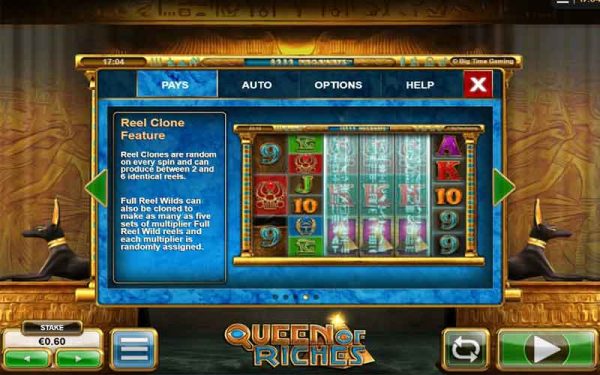 17:04
© Big Time Gaming
PAYS AUTO OPTIONS HELP X
Reel Clone
Feature
Reel Clones are random
on every spin and can
produce between 2 and
6 identical reels.
Full Reel Wilds can
also be cloned to
make as many as five
sets of multiplier Full
Reel Wild reels and
each multiplier is
randomly assigned.
9 K A
K
J 10
10
9 K 9
9
STAKE
€0.60
QUEEN OF
RICHES